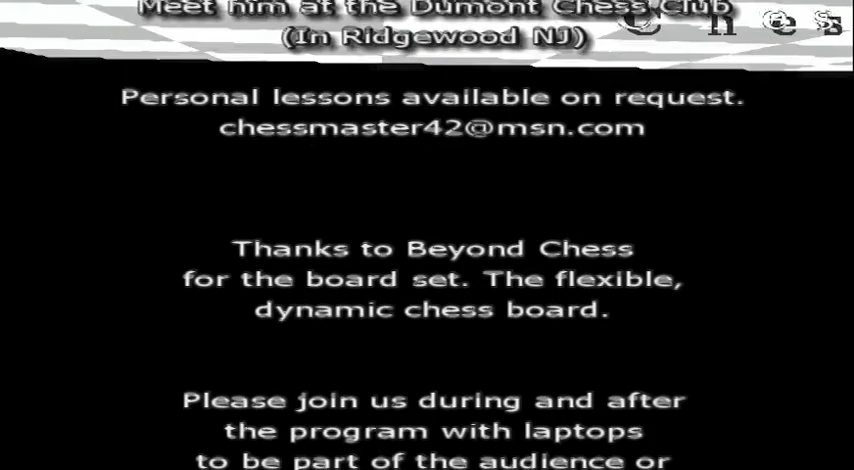 Meet him at the Dumont Chess Club
(In Ridgewood NJ)
C h e s
Personal lessons available on request.
chessmaster42@msn.com
Thanks to Beyond Chess
for the board set. The flexible,
dynamic chess board.
Please join us during and after
the program with laptops
to be part of the audience or